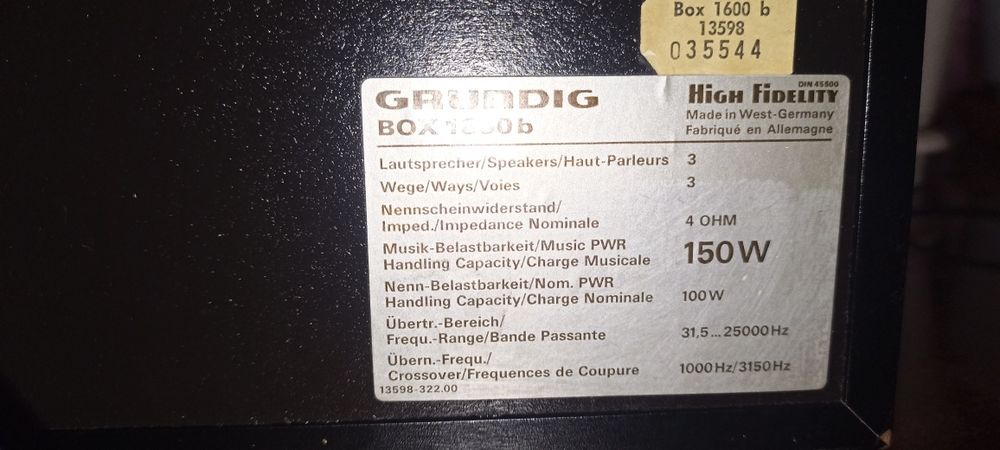 Box 1600 b
13598
035544
GRUNDIG
BOX 1600b
DIN 45500
HIGH FIDELITY
Made in West-Germany
Fabriqué en Allemagne
Lautsprecher/Speakers/Haut-Parleurs 3
Wege/Ways/Voies 3
Nennscheinwiderstand/
Imped./Impedance Nominale 4 OHM
Musik-Belastbarkeit/Music PWR
Handling Capacity/Charge Musicale 150W
Nenn-Belastbarkeit/Nom. PWR
Handling Capacity/Charge Nominale 100W
Übertr.-Bereich/
Frequ.-Range/Bande Passante 31,5...25000Hz
Übern.-Frequ./
Crossover/Frequences de Coupure 1000Hz/3150Hz
13598-322.00